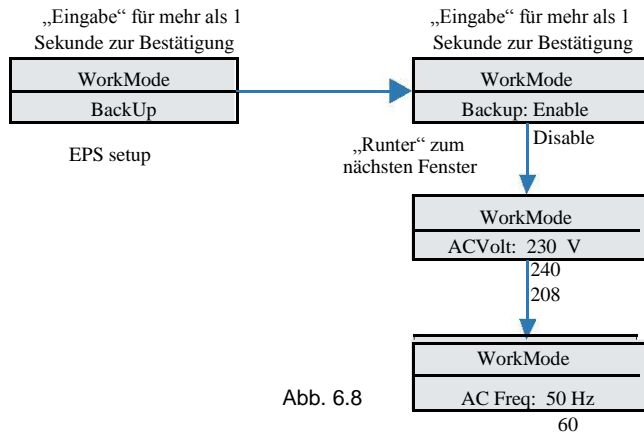 „Eingabe“ für mehr als 1
Sekunde zur Bestätigung
WorkMode
BackUp
EPS setup
„Eingabe“ für mehr als 1
Sekunde zur Bestätigung
WorkMode
Backup: Enable
Disable
„Runter“ zum
nächsten Fenster
WorkMode
ACVolt: 230 V
240
208
WorkMode
AC Freq: 50 Hz
60
Abb. 6.8